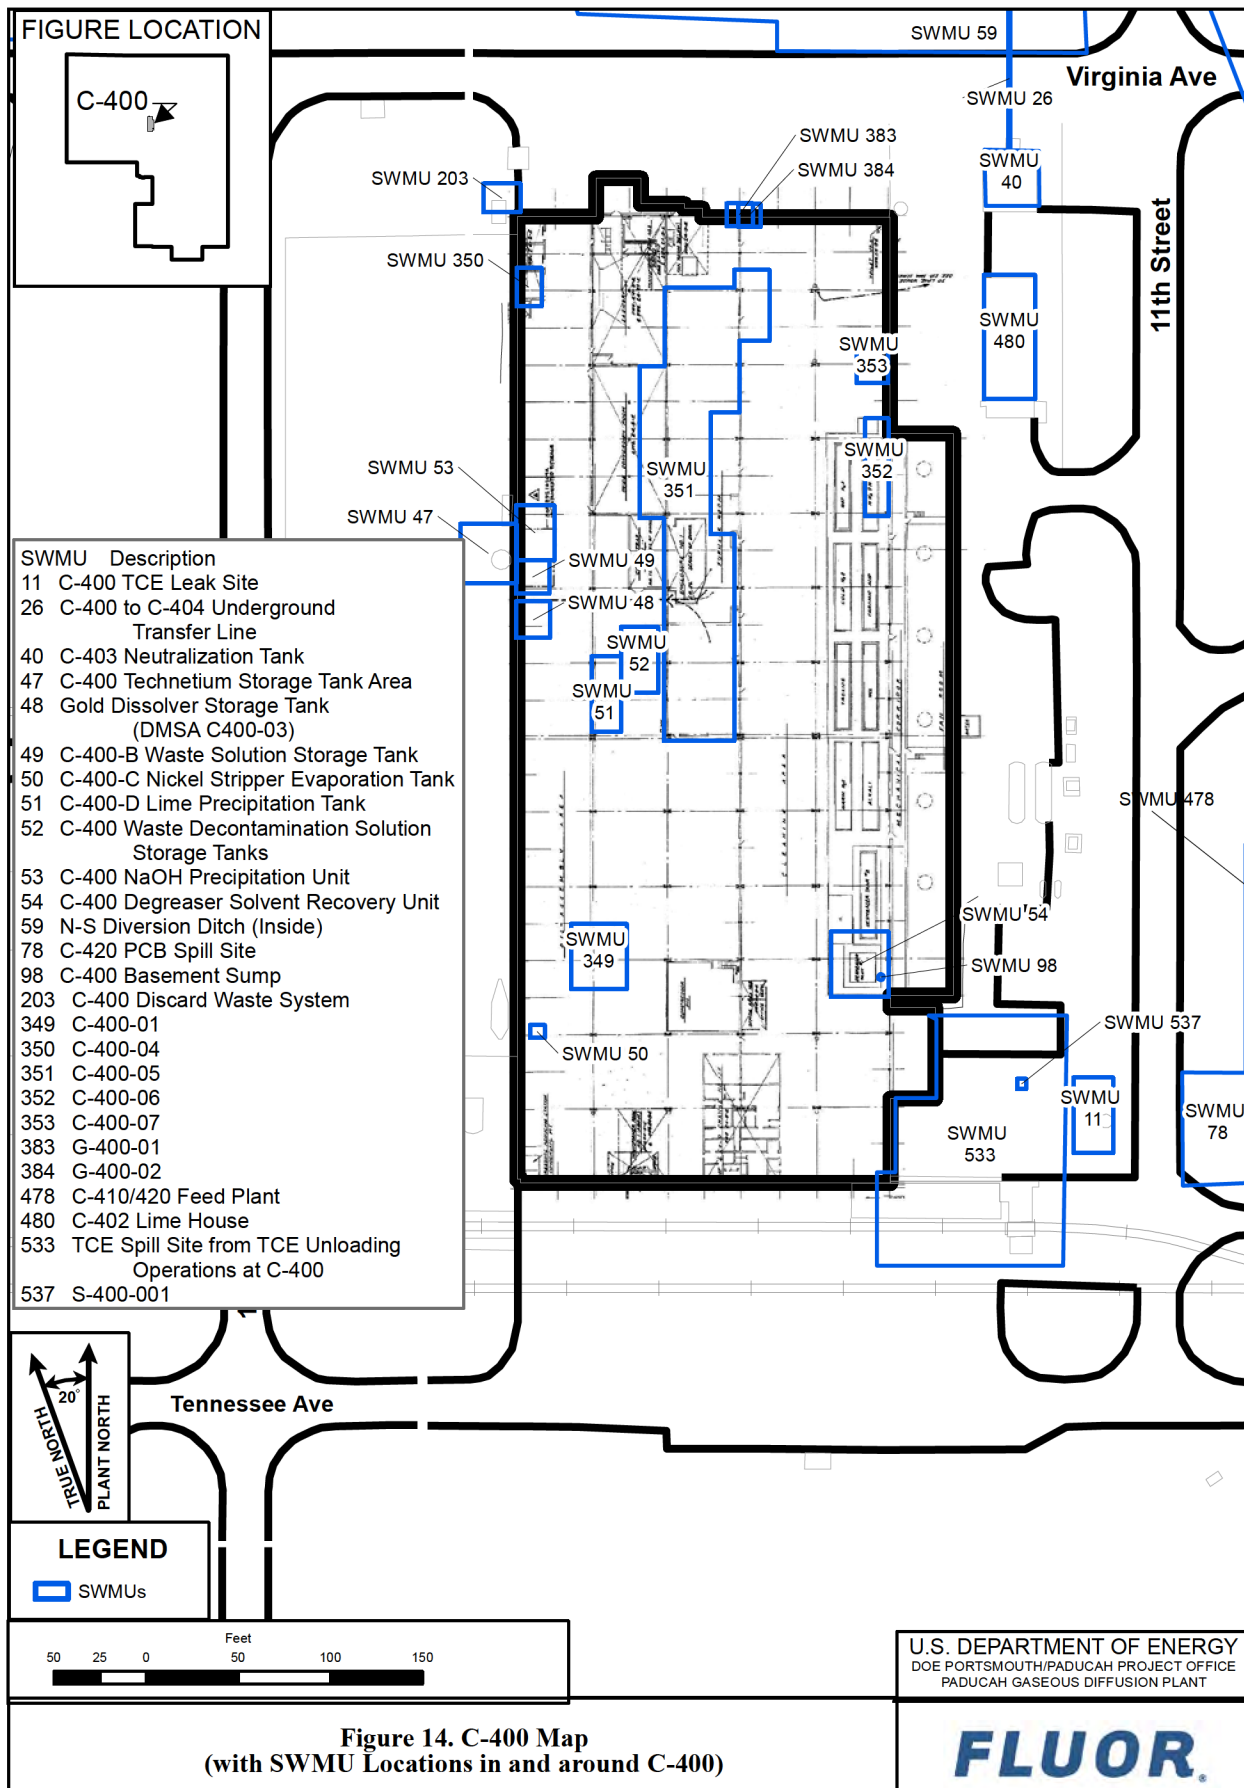 FIGURE LOCATION
C-400
SWMU 59
Virginia Ave
SWMU 26
SWMU 383
SWMU 384
SWMU
40
SWMU 203
11th Street
SWMU 350
SWMU
480
SWMU
353
SWMU
352
SWMU 53
SWMU
351
SWMU 47
SWMU 49
SWMU 48
SWMU
52
SWMU
51
SWMU 478
SWMU 54
SWMU
349
SWMU 98
SWMU 537
SWMU 50
SWMU
11
SWMU
78
SWMU
533
SWMU Description
11 C-400 TCE Leak Site
26 C-400 to C-404 Underground
Transfer Line
40 C-403 Neutralization Tank
47 C-400 Technetium Storage Tank Area
48 Gold Dissolver Storage Tank
(DMSA C400-03)
49 C-400-B Waste Solution Storage Tank
50 C-400-C Nickel Stripper Evaporation Tank
51 C-400-D Lime Precipitation Tank
52 C-400 Waste Decontamination Solution
Storage Tanks
53 C-400 NaOH Precipitation Unit
54 C-400 Degreaser Solvent Recovery Unit
59 N-S Diversion Ditch (Inside)
78 C-420 PCB Spill Site
98 C-400 Basement Sump
203 C-400 Discard Waste System
349 C-400-01
350 C-400-04
351 C-400-05
352 C-400-06
353 C-400-07
383 G-400-01
384 G-400-02
478 C-410/420 Feed Plant
480 C-402 Lime House
533 TCE Spill Site from TCE Unloading
Operations at C-400
537 S-400-001
20°
TRUE NORTH
PLANT NORTH
Tennessee Ave
LEGEND
SWMUs
Feet
50 25 0 50 100 150
U.S. DEPARTMENT OF ENERGY
DOE PORTSMOUTH/PADUCAH PROJECT OFFICE
PADUCAH GASEOUS DIFFUSION PLANT
Figure 14. C-400 Map
(with SWMU Locations in and around C-400)
FLUOR®